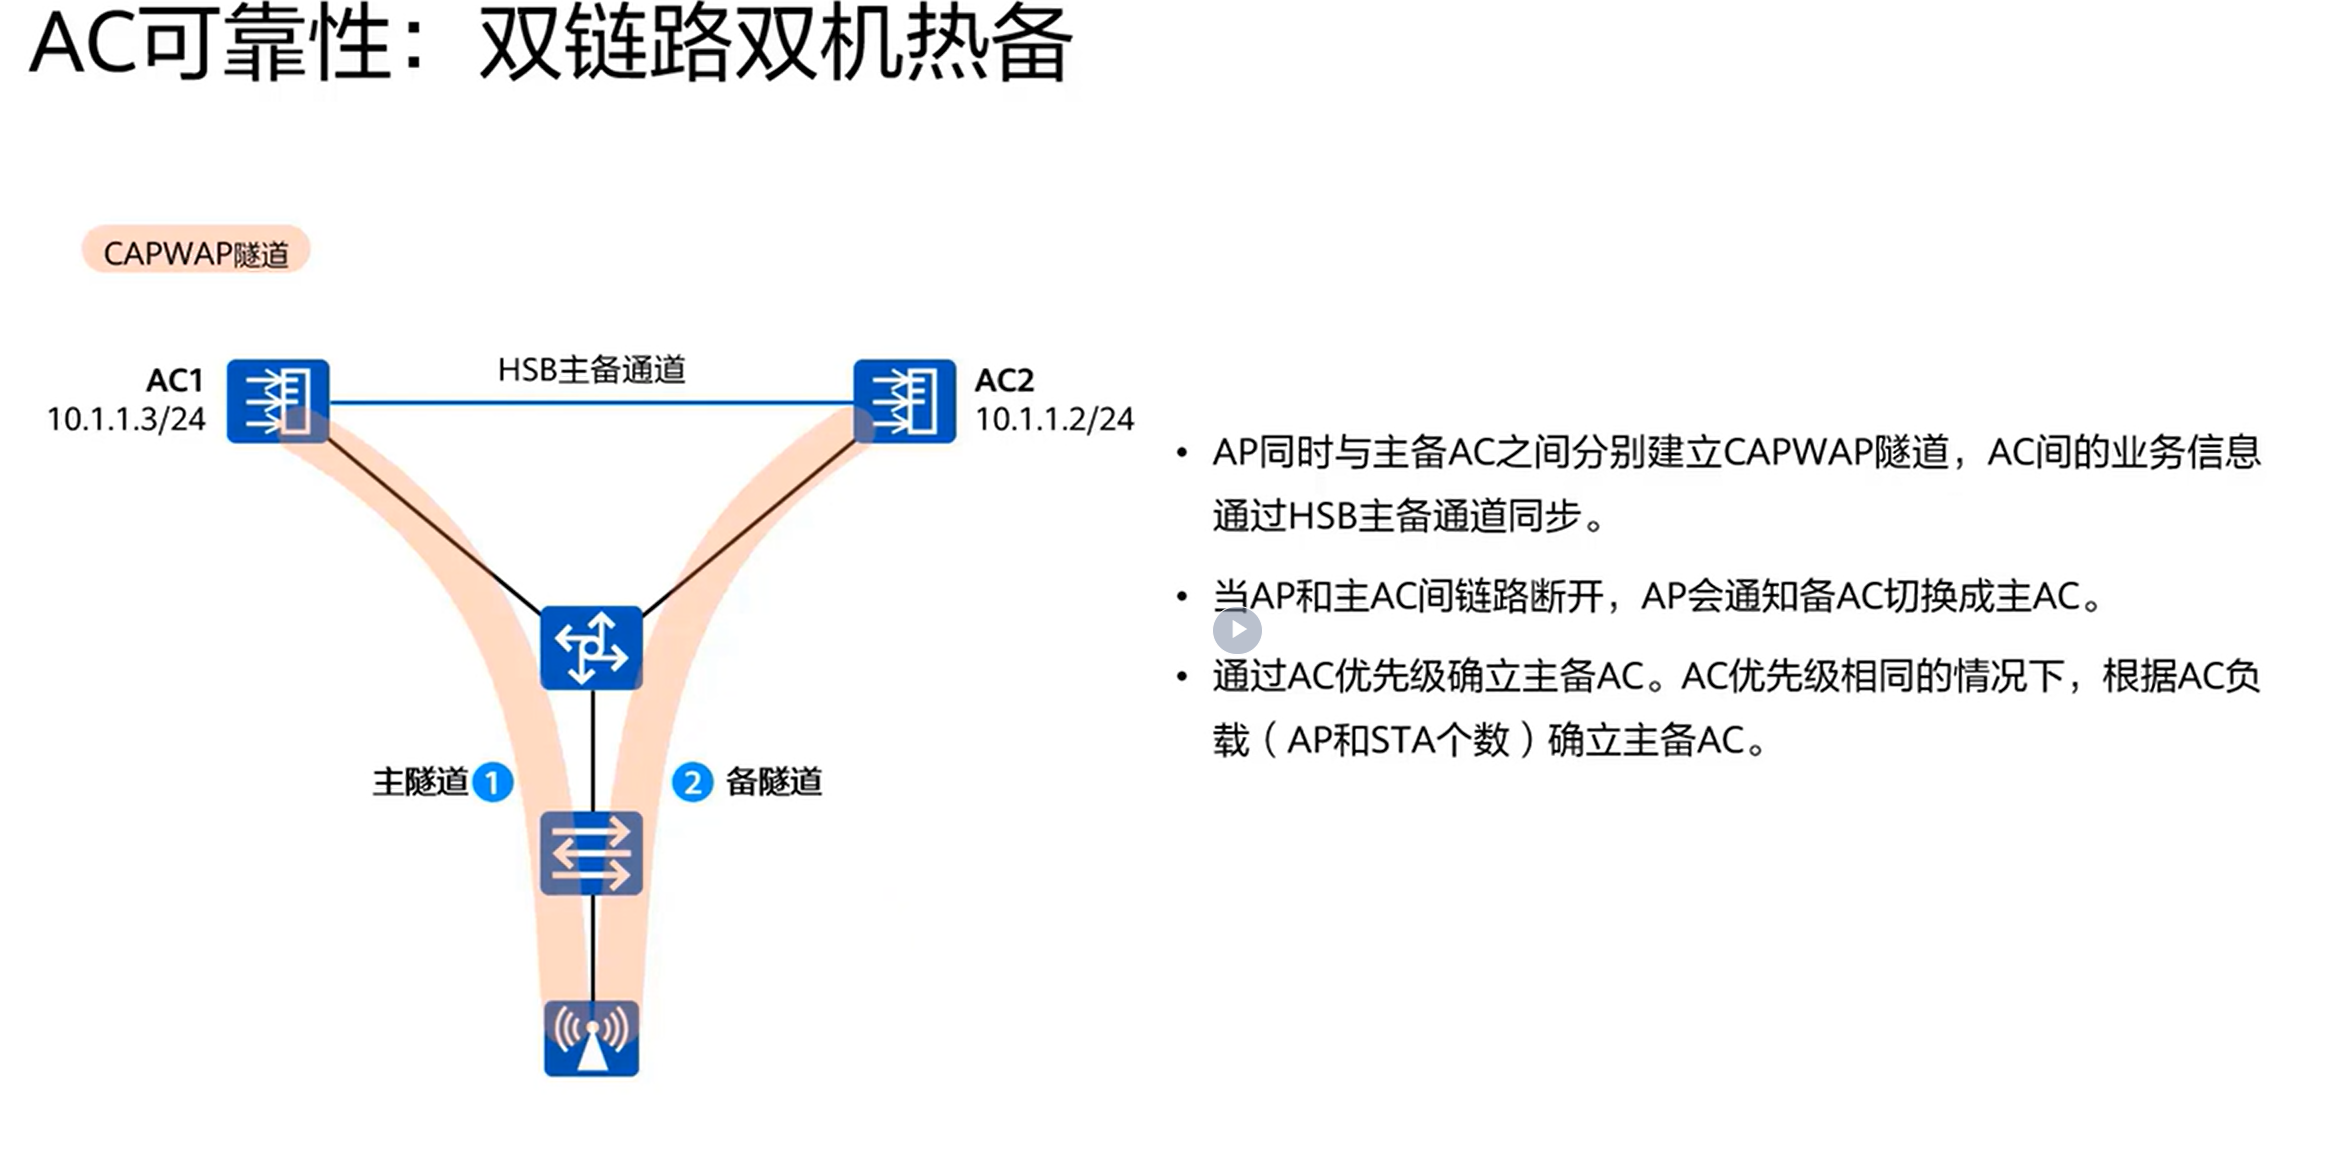 AC可靠性：双链路双机热备
CAPWAP隧道
HSB主备通道
AC1
10.1.1.3/24
AC2
10.1.1.2/24
主隧道 1
2 备隧道
• AP同时与主备AC之间分别建立CAPWAP隧道，AC间的业务信息
通过HSB主备通道同步。
• 当AP和主AC间链路断开，AP会通知备AC切换成主AC。
• 通过AC优先级确立主备AC。AC优先级相同的情况下，根据AC负
载（AP和STA个数）确立主备AC。